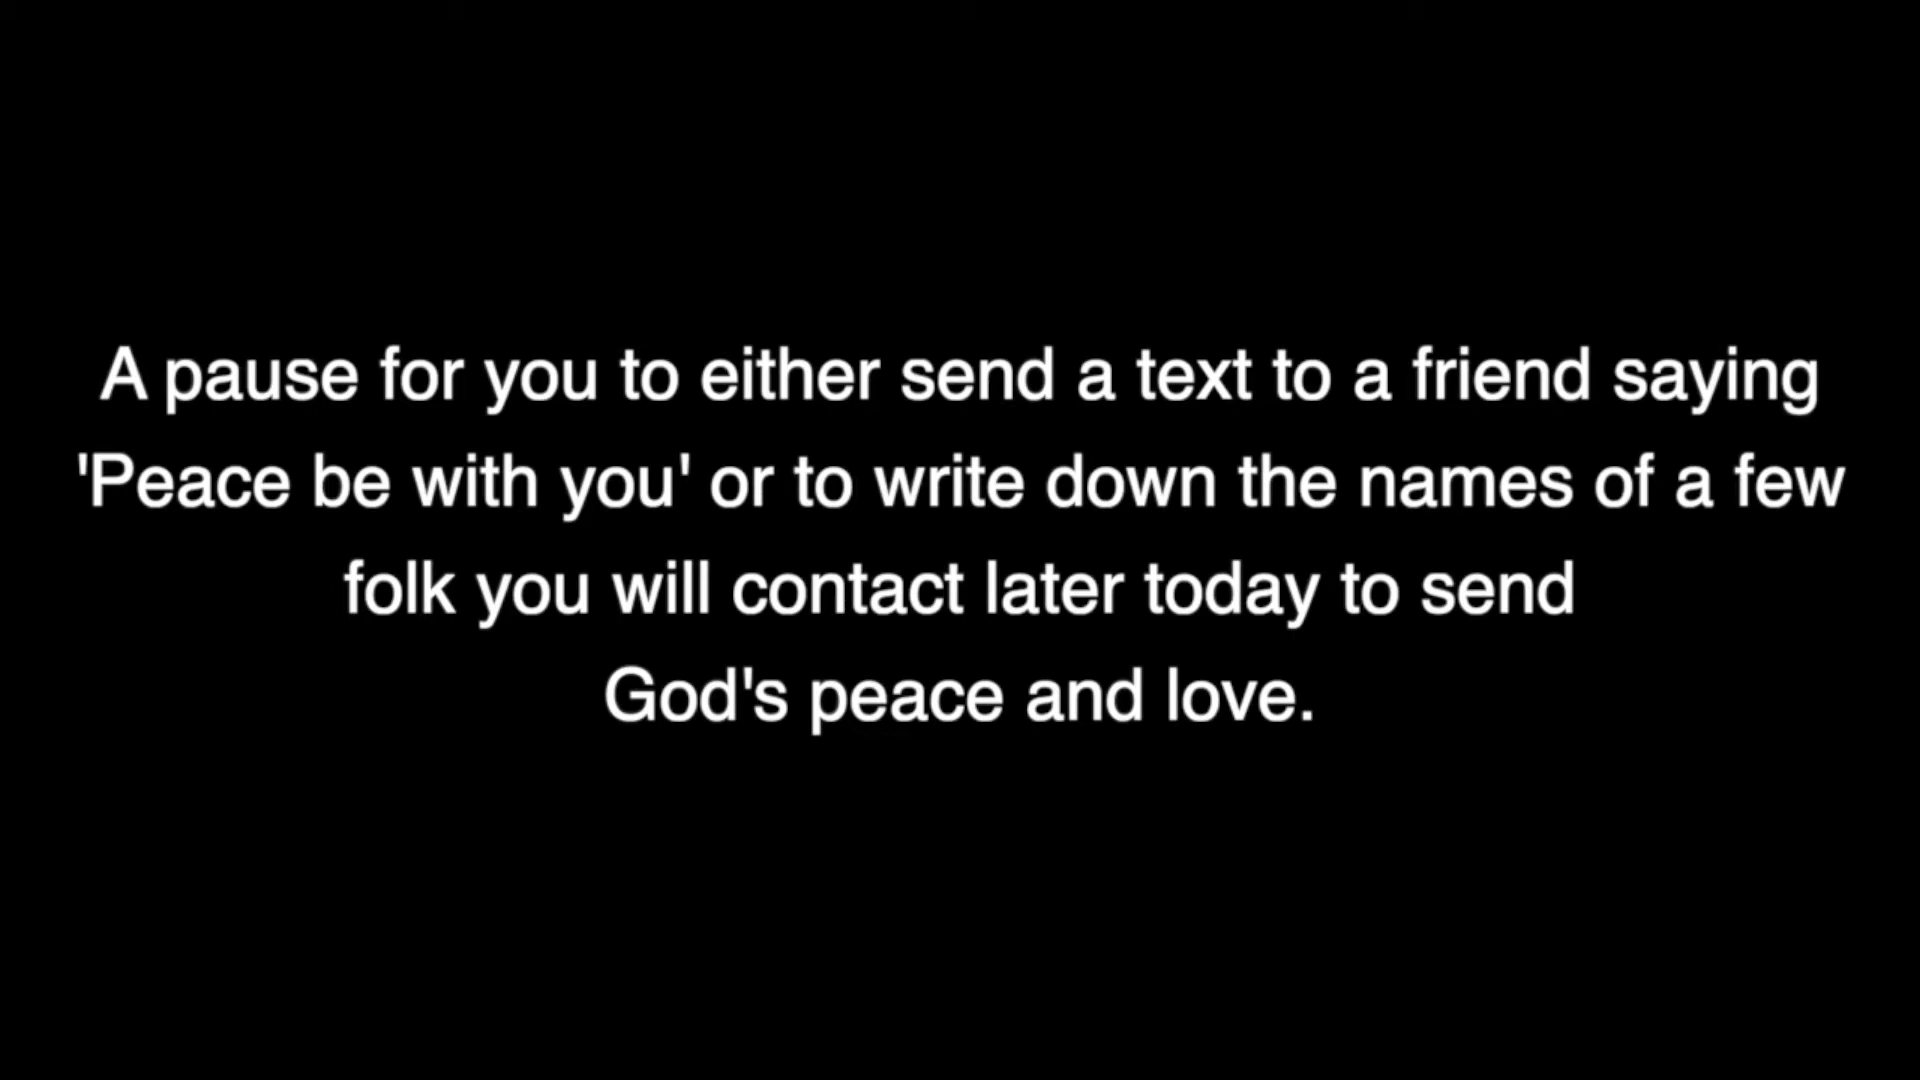 A pause for you to either send a text to a friend saying
'Peace be with you' or to write down the names of a few
folk you will contact later today to send
God's peace and love.